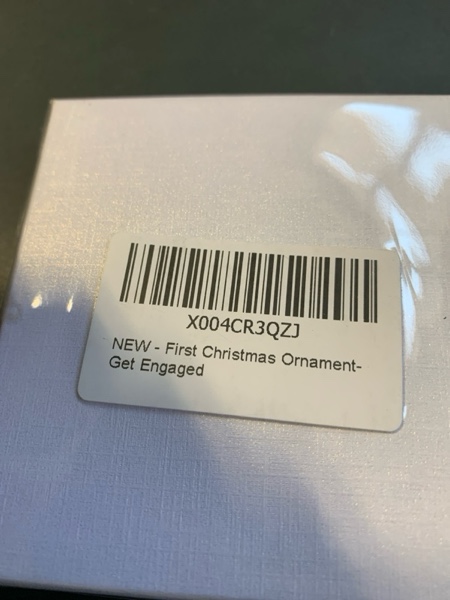 X004CR3QZJ
NEW - First Christmas Ornament-
Get Engaged